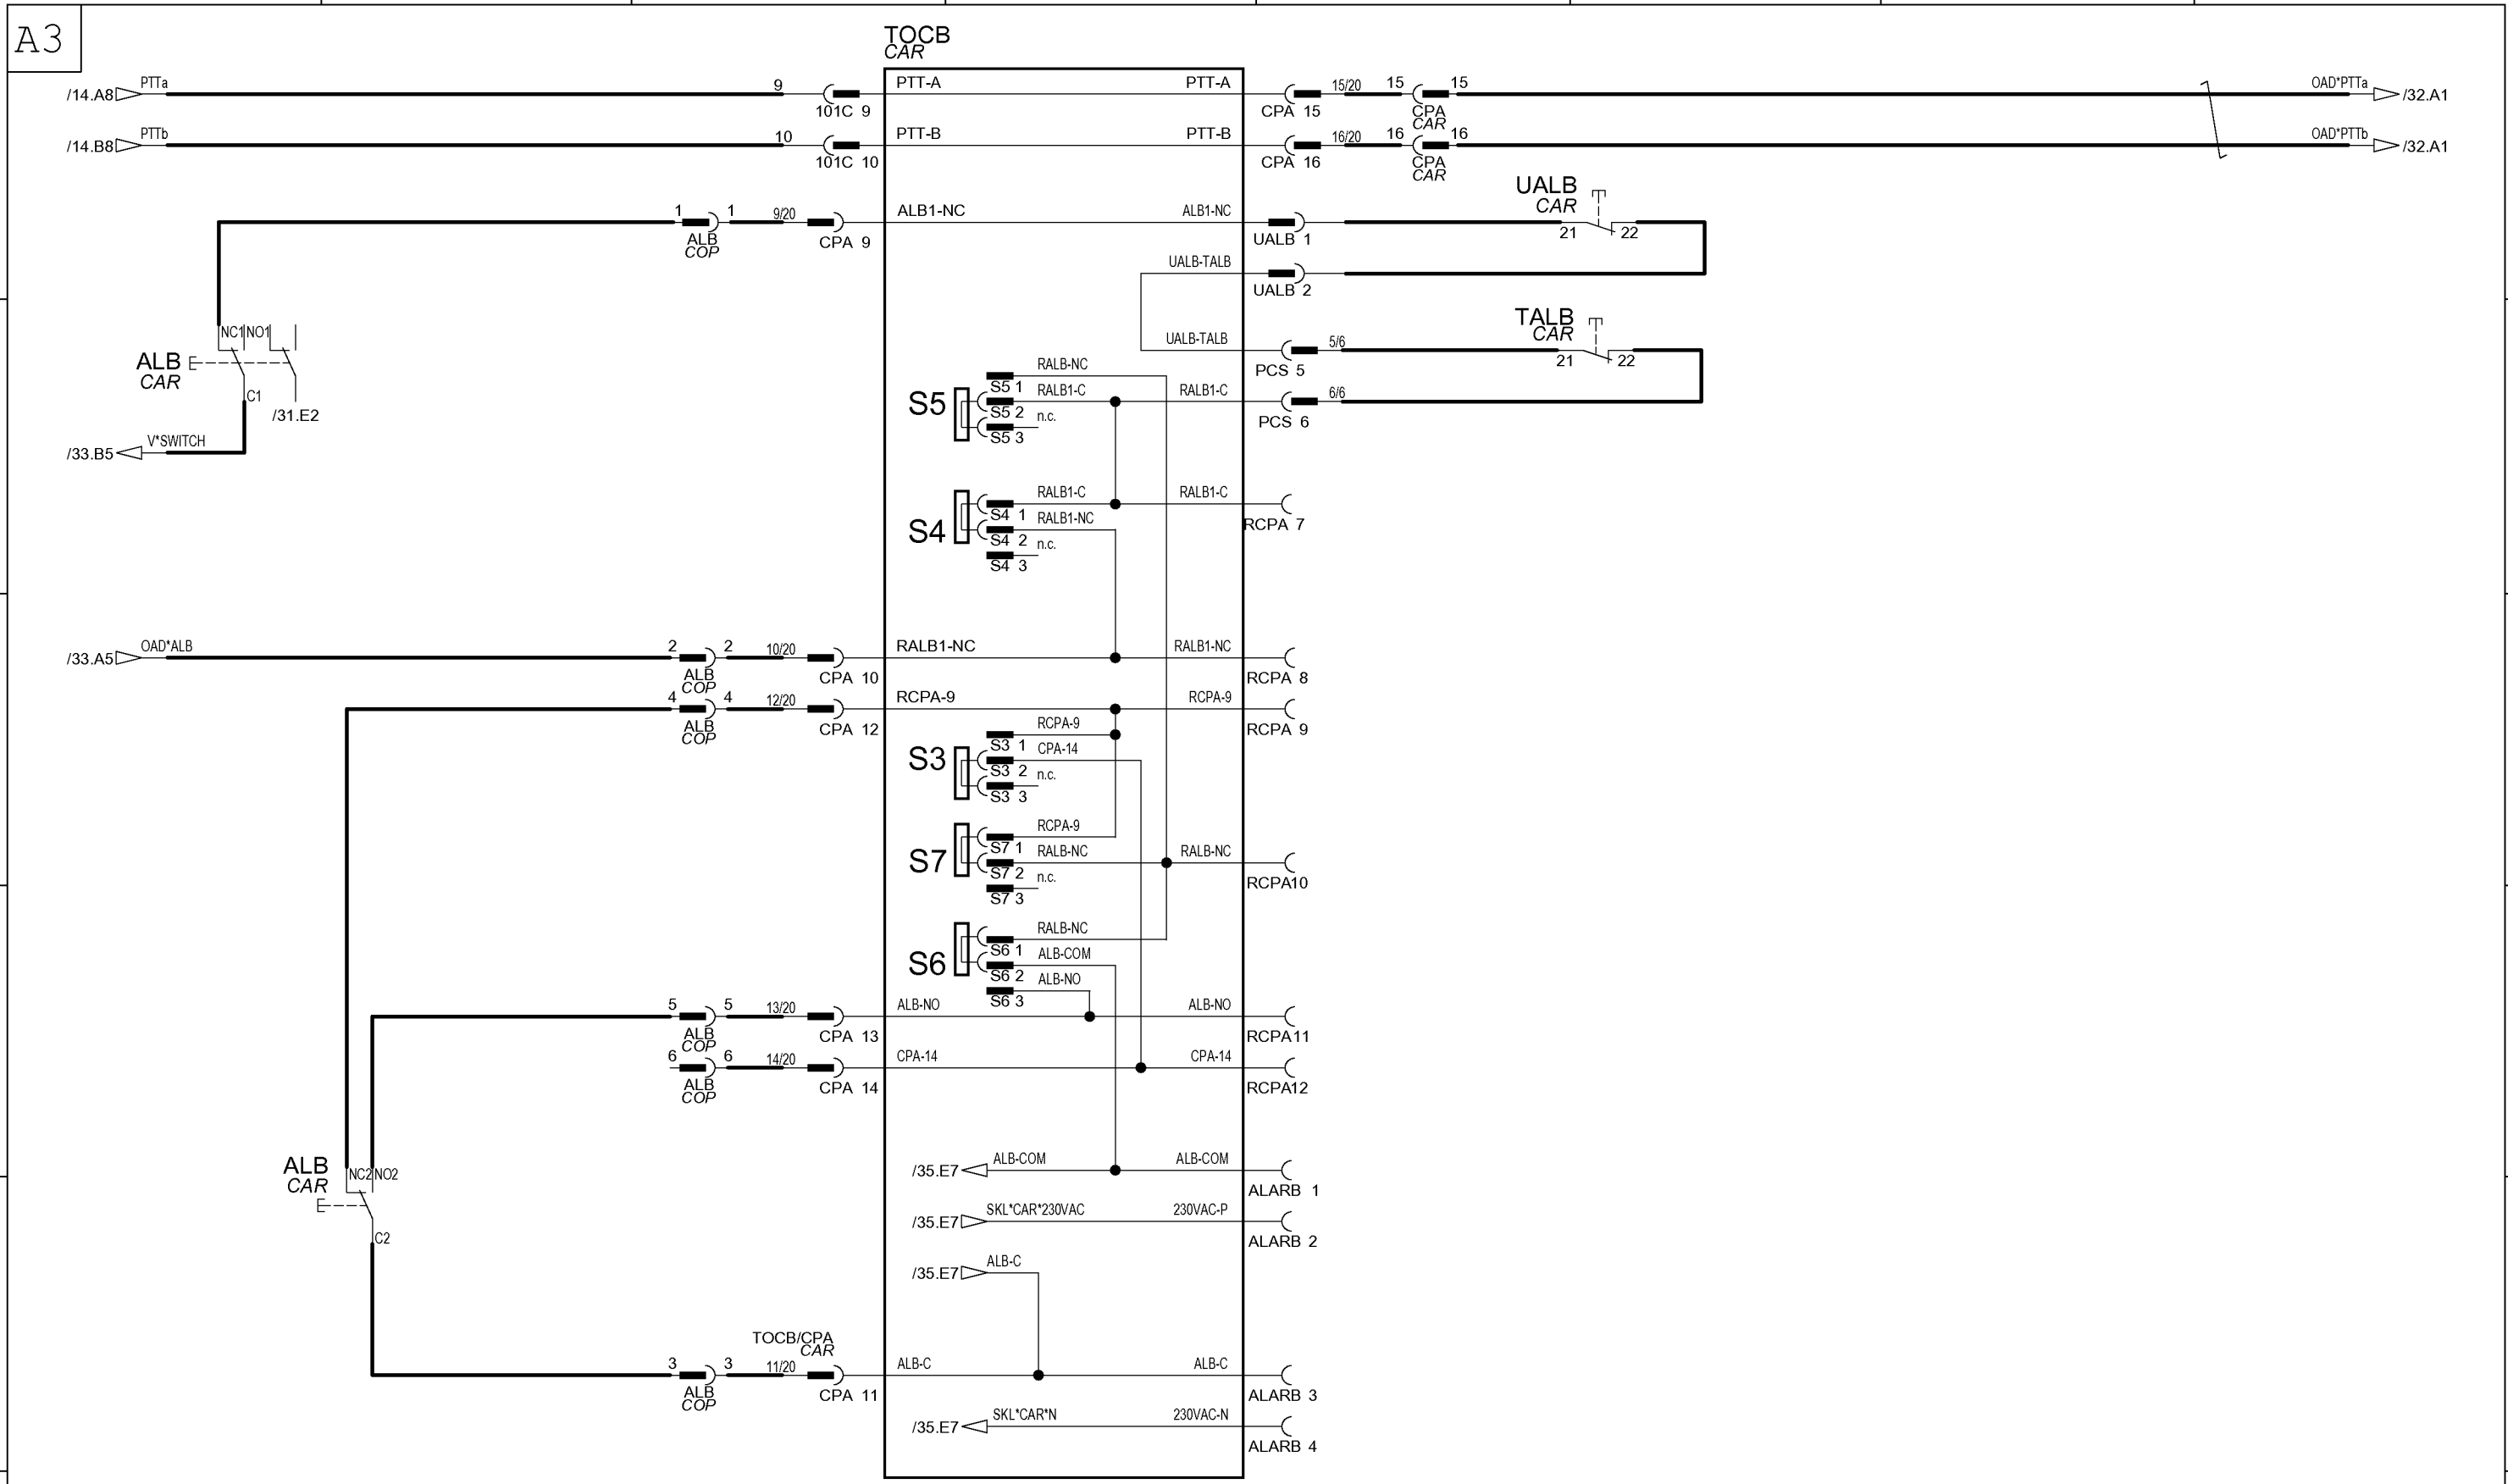 A3
TOCB
CAR
/14.A8 PTTa 9 101C 9 PTT-A PTT-A CPA 15 15/20 15 CPA CAR 15 OAD*PTTa /32.A1
/14.B8 PTTb 10 101C 10 PTT-B PTT-B CPA 16 16/20 16 CPA CAR 16 OAD*PTTb /32.A1
1 ALB COP 1 9/20 CPA 9 ALB1-NC ALB1-NC UALB 1
UALB
CAR
21 22
UALB-TALB UALB 2
NC1 NO1
ALB
CAR
C1
/31.E2
/33.B5 V*SWITCH
UALB-TALB PCS 5 5/6
TALB
CAR
21 22
S5
S5 1 RALB-NC
S5 2 RALB1-C RALB1-C PCS 6 6/6
S5 3 n.c.
S4
S4 1 RALB1-C RALB1-C RCPA 7
S4 2 RALB1-NC
S4 3 n.c.
/33.A5 OAD*ALB 2 ALB COP 2 10/20 CPA 10 RALB1-NC RALB1-NC RCPA 8
4 ALB COP 4 12/20 CPA 12 RCPA-9 RCPA-9 RCPA 9
S3
S3 1 RCPA-9
S3 2 CPA-14
S3 3 n.c.
S7
S7 1 RCPA-9
S7 2 RALB-NC RALB-NC RCPA10
S7 3 n.c.
S6
S6 1 RALB-NC
S6 2 ALB-COM
S6 3 ALB-NO
5 ALB COP 5 13/20 CPA 13 ALB-NO ALB-NO RCPA11
6 ALB COP 6 14/20 CPA 14 CPA-14 CPA-14 RCPA12
ALB
CAR
NC2 NO2
C2
/35.E7 ALB-COM ALB-COM ALARB 1
/35.E7 SKL*CAR*230VAC 230VAC-P ALARB 2
/35.E7 ALB-C
TOCB/CPA
CAR
3 ALB COP 3 11/20 CPA 11 ALB-C ALB-C ALARB 3
/35.E7 SKL*CAR*N 230VAC-N ALARB 4